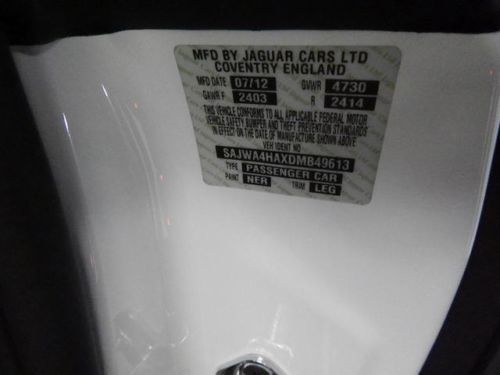 MFD BY JAGUAR CARS LTD
COVENTRY ENGLAND
MFD DATE 07/12 GVWR 4730
GAWR F 2403 R 2414
THIS VEHICLE CONFORMS TO ALL APPLICABLE FEDERAL MOTOR
VEHICLE SAFETY BUMPER AND THEFT PREVENTION STANDARDS
IN EFFECT ON THE DATE OF MANUFACTURE SHOWN ABOVE
VEH IDENT NO
SAJWA4HAXDMB49613
TYPE PASSENGER CAR
PAINT NER TRIM LEG